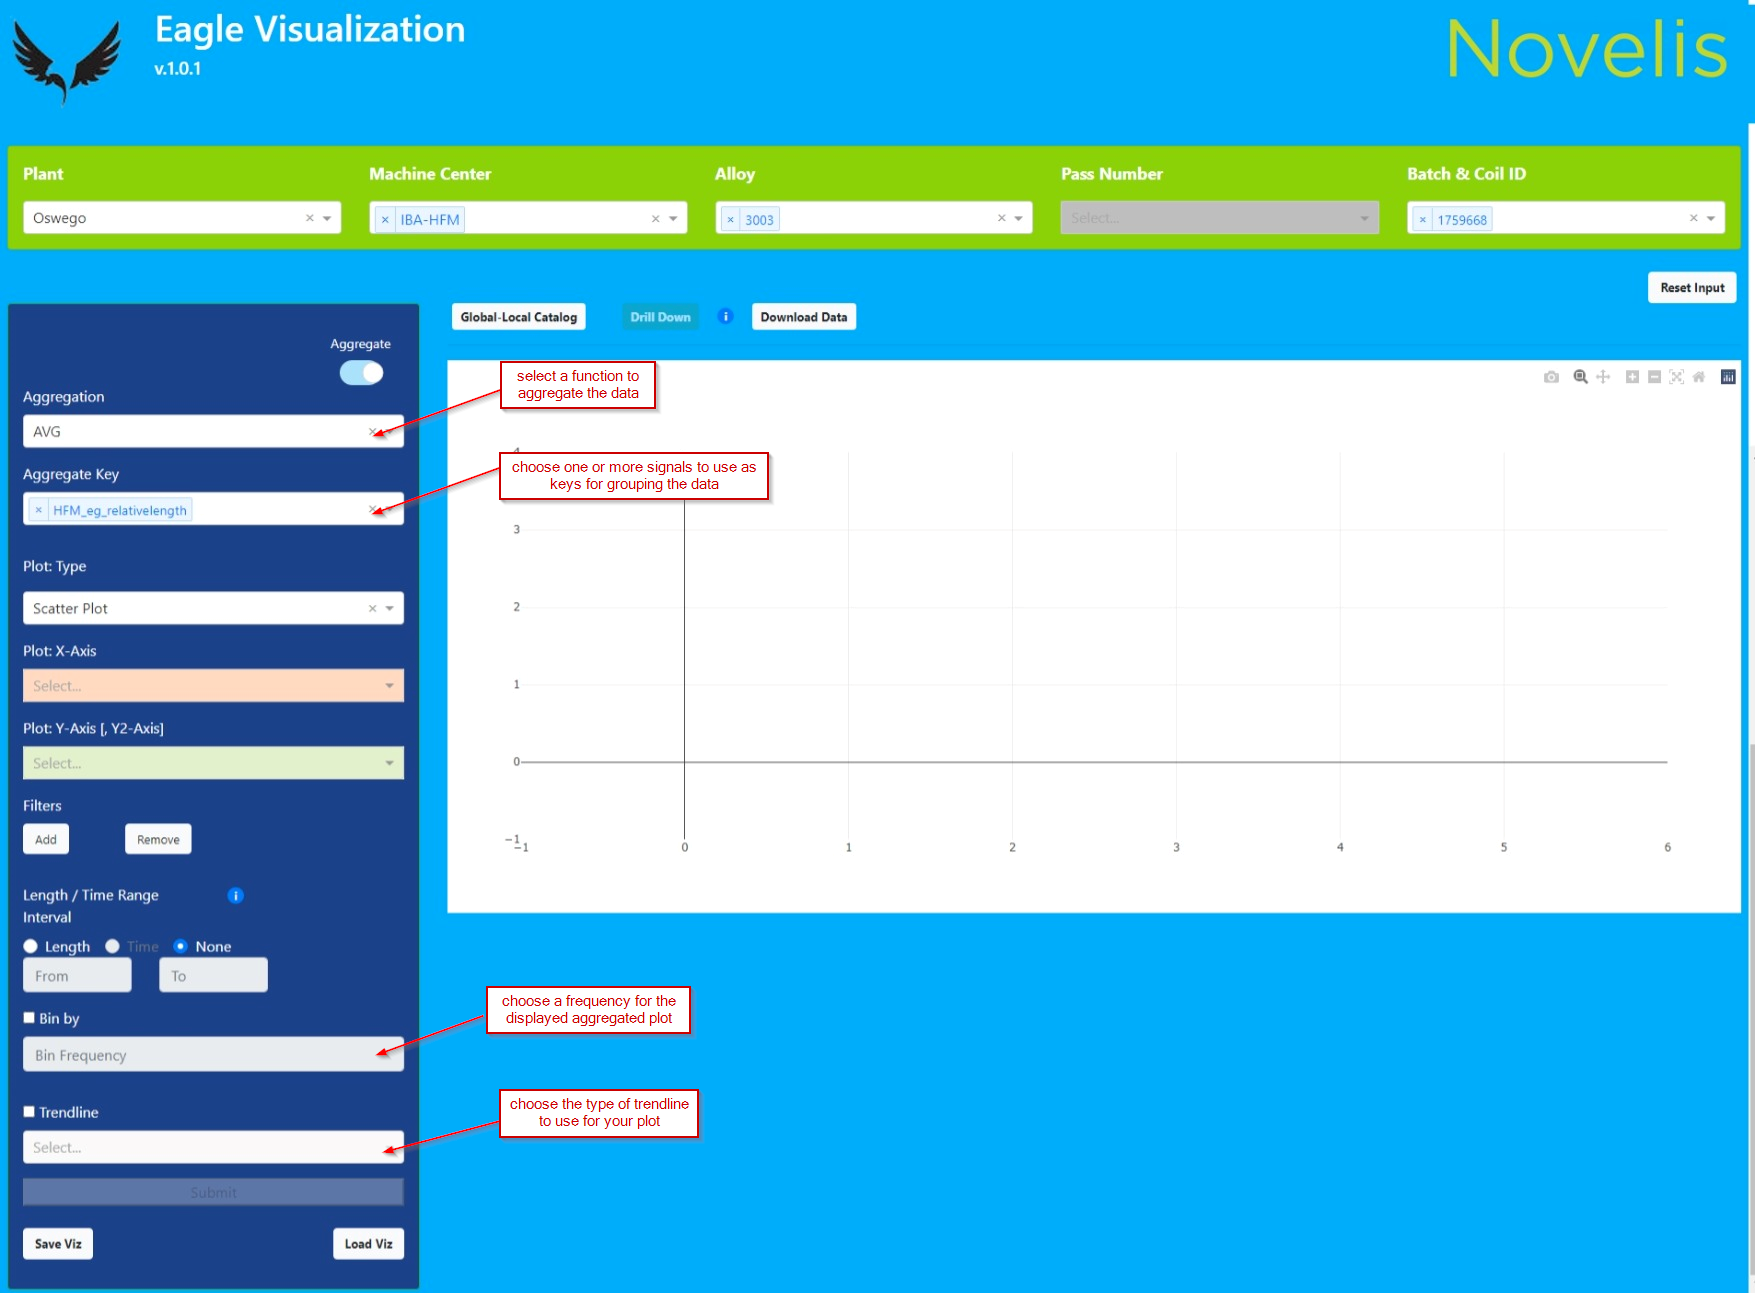 Eagle Visualization
v.1.0.1
Novelis
Plant
Machine Center
Alloy
Pass Number
Batch & Coil ID
Oswego
× IBA-HFM
× 3003
Select...
× 1759668
Reset Input
Global-Local Catalog
Drill Down
i
Download Data
Aggregate
Aggregation
AVG
Aggregate Key
× HFM_eg_relativelength
Plot: Type
Scatter Plot
Plot: X-Axis
Select...
Plot: Y-Axis [, Y2-Axis]
Select...
Filters
Add
Remove
Length / Time Range
Interval
i
Length
Time
None
From
To
Bin by
Bin Frequency
Trendline
Select...
Submit
Save Viz
Load Viz
select a function to
aggregate the data
choose one or more signals to use as
keys for grouping the data
choose a frequency for the
displayed aggregated plot
choose the type of trendline
to use for your plot
4
3
2
1
0
−1
−1 0 1 2 3 4 5 6